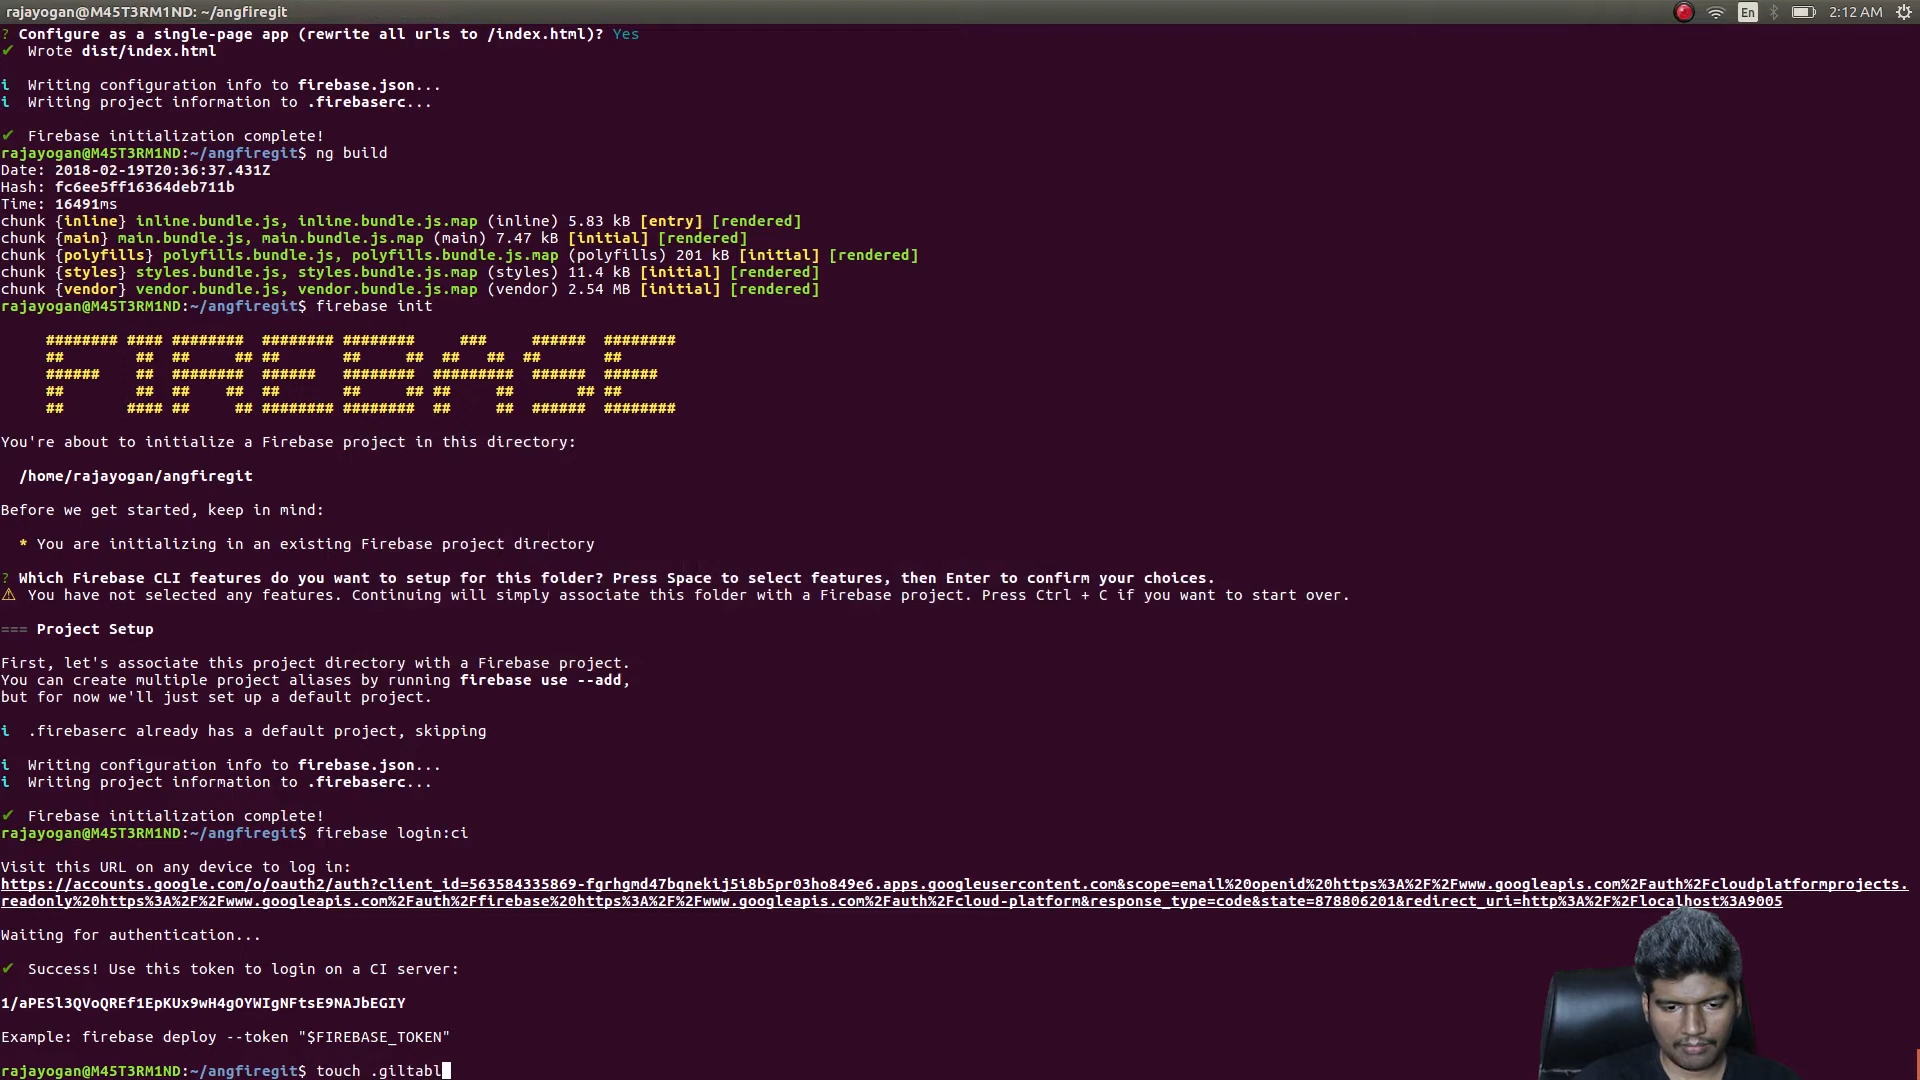 rajayogan@M45T3RM1ND: ~/angfiregit
En
2:12 AM
? Configure as a single-page app (rewrite all urls to /index.html)? Yes
✔ Wrote dist/index.html
i Writing configuration info to firebase.json...
i Writing project information to .firebaserc...
✔ Firebase initialization complete!
rajayogan@M45T3RM1ND:~/angfiregit$ ng build
Date: 2018-02-19T20:36:37.431Z
Hash: fc6ee5ff16364deb711b
Time: 16491ms
chunk {inline} inline.bundle.js, inline.bundle.js.map (inline) 5.83 kB [entry] [rendered]
chunk {main} main.bundle.js, main.bundle.js.map (main) 7.47 kB [initial] [rendered]
chunk {polyfills} polyfills.bundle.js, polyfills.bundle.js.map (polyfills) 201 kB [initial] [rendered]
chunk {styles} styles.bundle.js, styles.bundle.js.map (styles) 11.4 kB [initial] [rendered]
chunk {vendor} vendor.bundle.js, vendor.bundle.js.map (vendor) 2.54 MB [initial] [rendered]
rajayogan@M45T3RM1ND:~/angfiregit$ firebase init
FIREBASE
You're about to initialize a Firebase project in this directory:
/home/rajayogan/angfiregit
Before we get started, keep in mind:
* You are initializing in an existing Firebase project directory
? Which Firebase CLI features do you want to setup for this folder? Press Space to select features, then Enter to confirm your choices.
⚠ You have not selected any features. Continuing will simply associate this folder with a Firebase project. Press Ctrl + C if you want to start over.
=== Project Setup
First, let's associate this project directory with a Firebase project.
You can create multiple project aliases by running firebase use --add,
but for now we'll just set up a default project.
i .firebaserc already has a default project, skipping
i Writing configuration info to firebase.json...
i Writing project information to .firebaserc...
✔ Firebase initialization complete!
rajayogan@M45T3RM1ND:~/angfiregit$ firebase login:ci
Visit this URL on any device to log in:
https://accounts.google.com/o/oauth2/auth?client_id=563584335869-fgrhgmd47bqnekij5i8b5pr03ho849e6.apps.googleusercontent.com&scope=email%20openid%20https%3A%2F%2Fwww.googleapis.com%2Fauth%2Fcloudplatformprojects.
readonly%20https%3A%2F%2Fwww.googleapis.com%2Fauth%2Ffirebase%20https%3A%2F%2Fwww.googleapis.com%2Fauth%2Fcloud-platform&response_type=code&state=878806201&redirect_uri=http%3A%2F%2Flocalhost%3A9005
Waiting for authentication...
✔ Success! Use this token to login on a CI server:
1/aPESl3QVoQREf1EpKUx9wH4gOYWIgNFtsE9NAJbEGIY
Example: firebase deploy --token "$FIREBASE_TOKEN"
rajayogan@M45T3RM1ND:~/angfiregit$ touch .giltabl